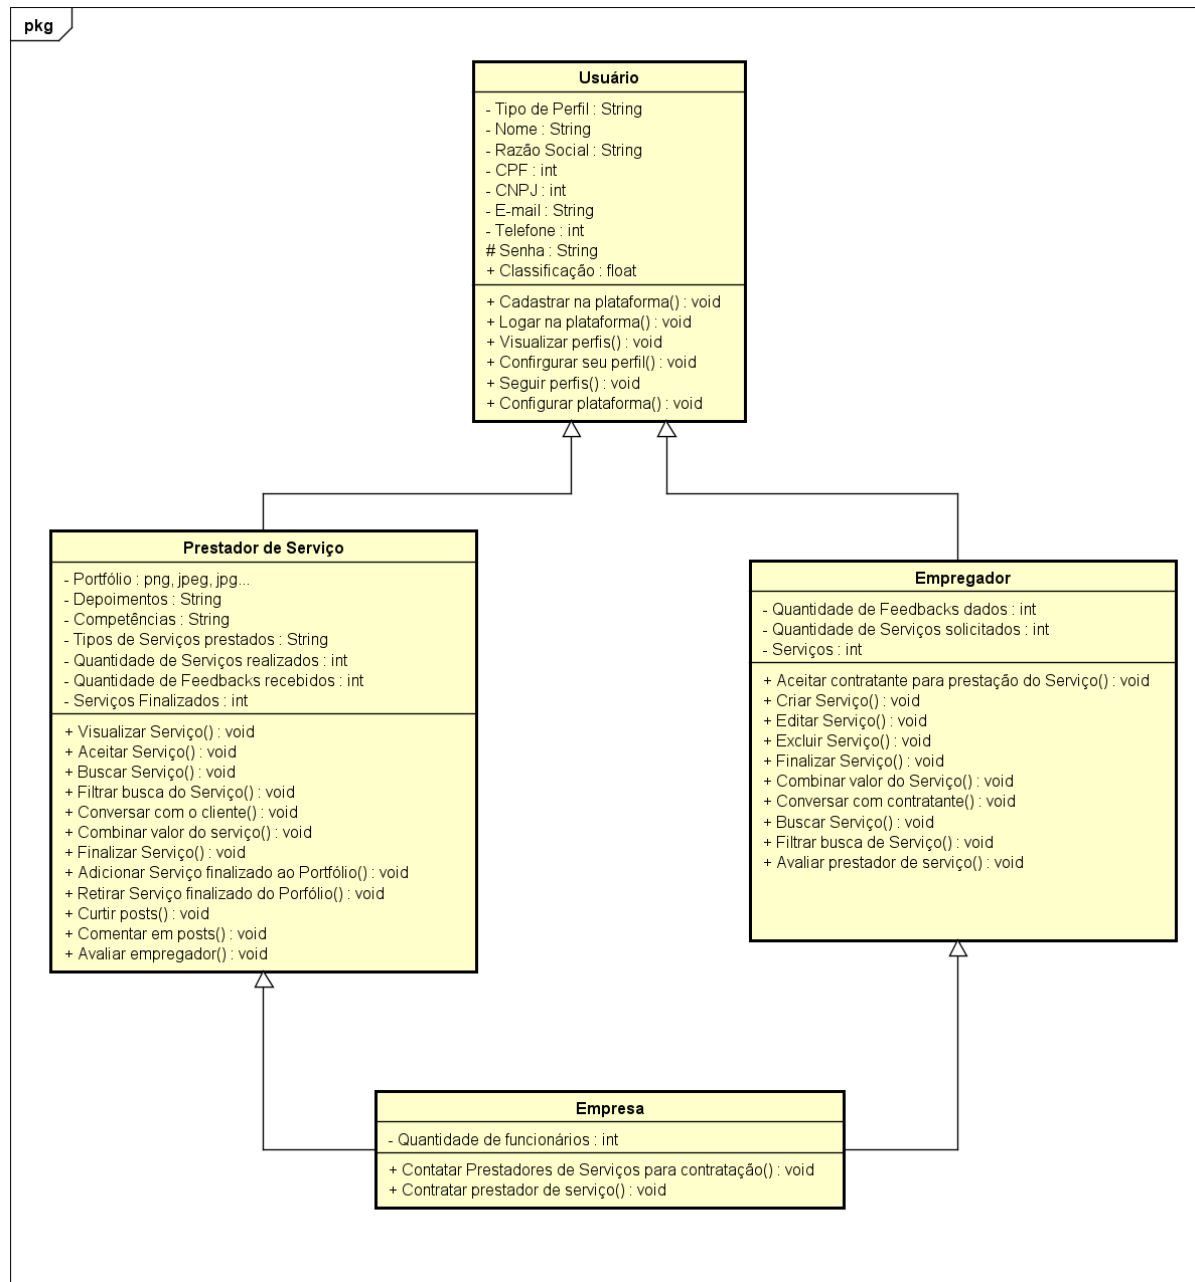 pkg
Usuário
- Tipo de Perfil : String
- Nome : String
- Razão Social : String
- CPF : int
- CNPJ : int
- E-mail : String
- Telefone : int
# Senha : String
+ Classificação : float
+ Cadastrar na plataforma() : void
+ Logar na plataforma() : void
+ Visualizar perfis() : void
+ Confirgurar seu perfil() : void
+ Seguir perfis() : void
+ Configurar plataforma() : void
Prestador de Serviço
- Portfólio : png, jpeg, jpg...
- Depoimentos : String
- Competências : String
- Tipos de Serviços prestados : String
- Quantidade de Serviços realizados : int
- Quantidade de Feedbacks recebidos : int
- Serviços Finalizados : int
+ Visualizar Serviço() : void
+ Aceitar Serviço() : void
+ Buscar Serviço() : void
+ Filtrar busca do Serviço() : void
+ Conversar com o cliente() : void
+ Combinar valor do serviço() : void
+ Finalizar Serviço() : void
+ Adicionar Serviço finalizado ao Portfólio() : void
+ Retirar Serviço finalizado do Porfólio() : void
+ Curtir posts() : void
+ Comentar em posts() : void
+ Avaliar empregador() : void
Empregador
- Quantidade de Feedbacks dados : int
- Quantidade de Serviços solicitados : int
- Serviços : int
+ Aceitar contratante para prestação do Serviço() : void
+ Criar Serviço() : void
+ Editar Serviço() : void
+ Excluir Serviço() : void
+ Finalizar Serviço() : void
+ Combinar valor do Serviço() : void
+ Conversar com contratante() : void
+ Buscar Serviço() : void
+ Filtrar busca de Serviço() : void
+ Avaliar prestador de serviço() : void
Empresa
- Quantidade de funcionários : int
+ Contatar Prestadores de Serviços para contratação() : void
+ Contratar prestador de serviço() : void